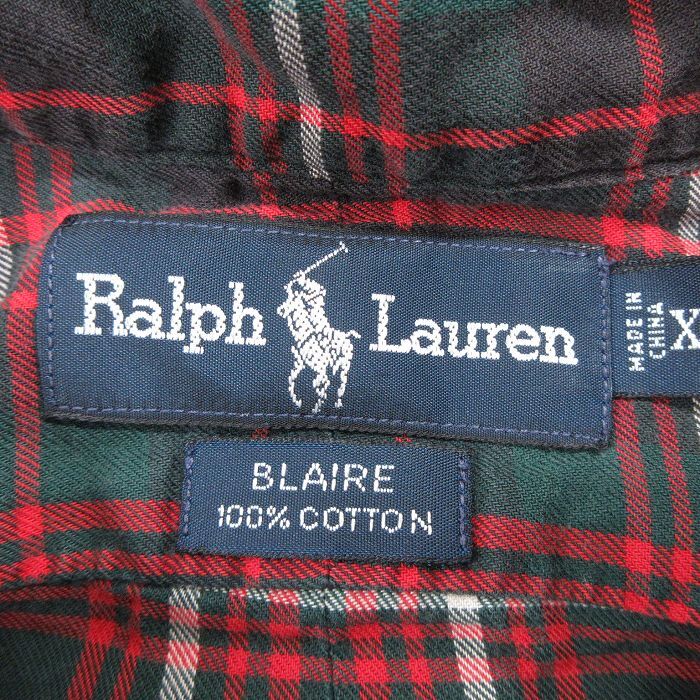 Ralph Lauren
MADE IN
CHINA
X
BLAIRE
100% COTTON